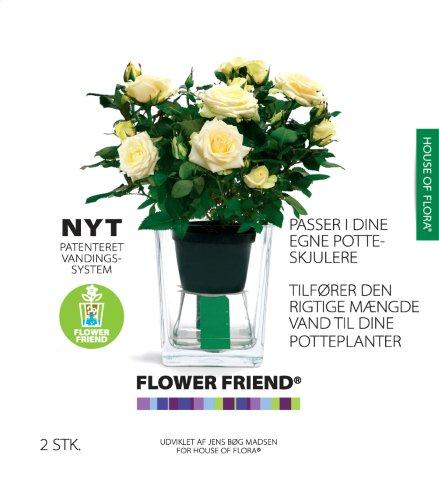 HOUSE OF FLORA®
NYT
PATENTERET
VANDINGS-
SYSTEM
FLOWER
FRIEND
PASSER I DINE
EGNE POTTE-
SKJULERE
TILFØRER DEN
RIGTIGE MÆNGDE
VAND TIL DINE
POTTEPLANTER
FLOWER FRIEND®
2 STK.
UDVIKLET AF JENS BØG MADSEN
FOR HOUSE OF FLORA®